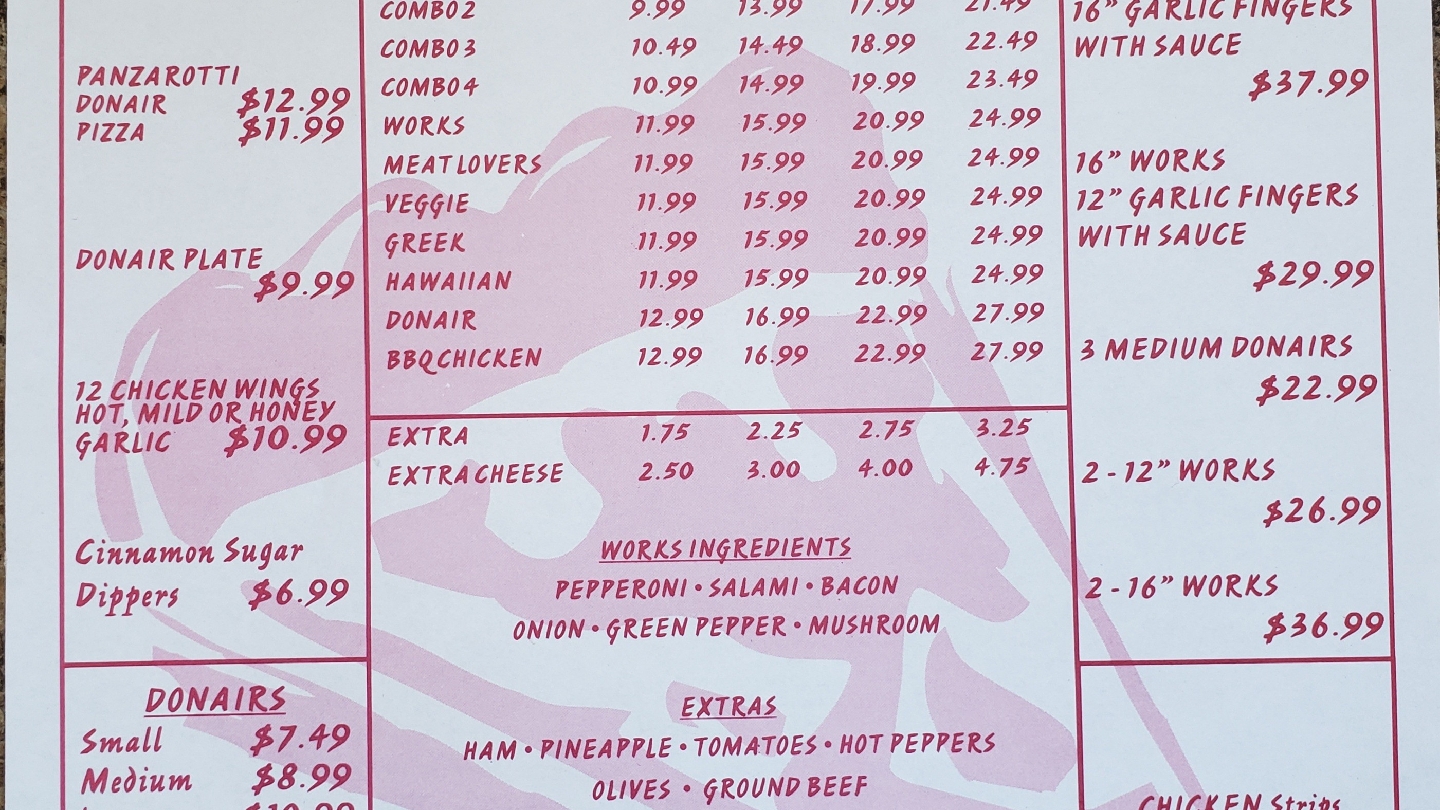 PANZAROTTI
DONAIR $12.99
PIZZA $11.99
DONAIR PLATE
$9.99
12 CHICKEN WINGS
HOT, MILD OR HONEY
GARLIC $10.99
Cinnamon Sugar
Dippers $6.99
DONAIRS
Small $7.49
Medium $8.99
COMBO 2 9.99 13.99 17.99 21.49
COMBO 3 10.49 14.49 18.99 22.49
COMBO 4 10.99 14.99 19.99 23.49
WORKS 11.99 15.99 20.99 24.99
MEAT LOVERS 11.99 15.99 20.99 24.99
VEGGIE 11.99 15.99 20.99 24.99
GREEK 11.99 15.99 20.99 24.99
HAWAIIAN 11.99 15.99 20.99 24.99
DONAIR 12.99 16.99 22.99 27.99
BBQ CHICKEN 12.99 16.99 22.99 27.99
EXTRA 1.75 2.25 2.75 3.25
EXTRA CHEESE 2.50 3.00 4.00 4.75
WORKS INGREDIENTS
PEPPERONI • SALAMI • BACON
ONION • GREEN PEPPER • MUSHROOM
EXTRAS
HAM • PINEAPPLE • TOMATOES • HOT PEPPERS
OLIVES • GROUND BEEF
16" GARLIC FINGERS
WITH SAUCE
$37.99
16" WORKS
12" GARLIC FINGERS
WITH SAUCE
$29.99
3 MEDIUM DONAIRS
$22.99
2 - 12" WORKS
$26.99
2 - 16" WORKS
$36.99
CHICKEN Strips